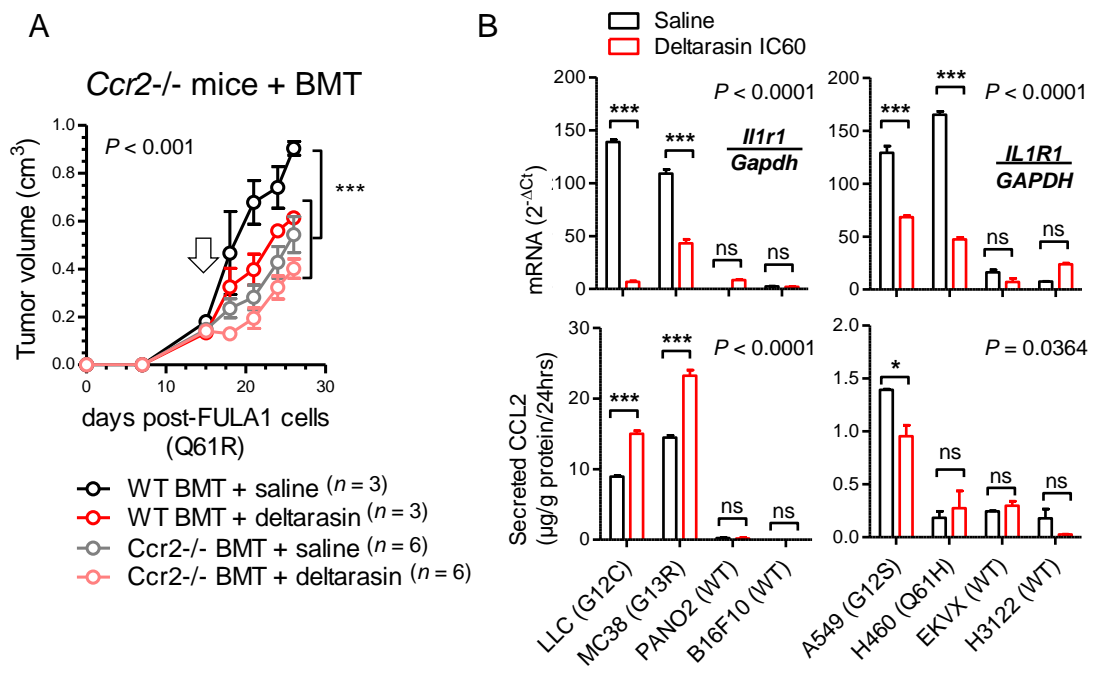 A
Ccr2-/- mice + BMT
P < 0.001
***
Tumor volume (cm3)
1.0
0.8
0.6
0.4
0.2
0.0
0
10
20
30
days post-FULA1 cells
(Q61R)
WT BMT + saline (n = 3)
WT BMT + deltarasin (n = 3)
Ccr2-/- BMT + saline (n = 6)
Ccr2-/- BMT + deltarasin (n = 6)
B
Saline
Deltarasin IC60
mRNA (2-ΔCt)
200
150
100
50
0
***
***
ns
ns
P < 0.0001
Il1r1
Gapdh
200
150
100
50
0
***
***
ns
ns
P < 0.0001
IL1R1
GAPDH
Secreted CCL2
(µg/g protein/24hrs)
30
20
10
0
***
***
ns
ns
P < 0.0001
LLC (G12C)
MC38 (G13R)
PANO2 (WT)
B16F10 (WT)
2.0
1.5
1.0
0.5
0.0
*
ns
ns
ns
P = 0.0364
A549 (G12S)
H460 (Q61H)
EKVX (WT)
H3122 (WT)